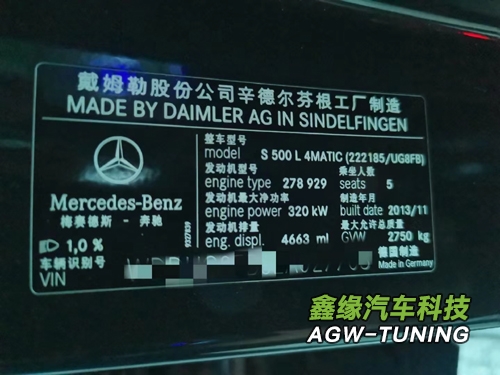 戴姆勒股份公司辛德尔芬根工厂制造
MADE BY DAIMLER AG IN SINDELFINGEN
整车型号
model S 500 L 4MATIC (222185/UG8FB)
发动机型号 乘坐人数
engine type 278 929 seats 5
发动机最大净功率 制造年月
engine power 320 kW built date 2013/11
发动机排量 最大允许总质量
eng. displ. 4663 ml GVW 2750 kg
Mercedes-Benz
梅赛德斯 - 奔驰
1,0 %
车辆识别号
VIN
德国制造
Made in Germany
鑫缘汽车科技
AGW-TUNING